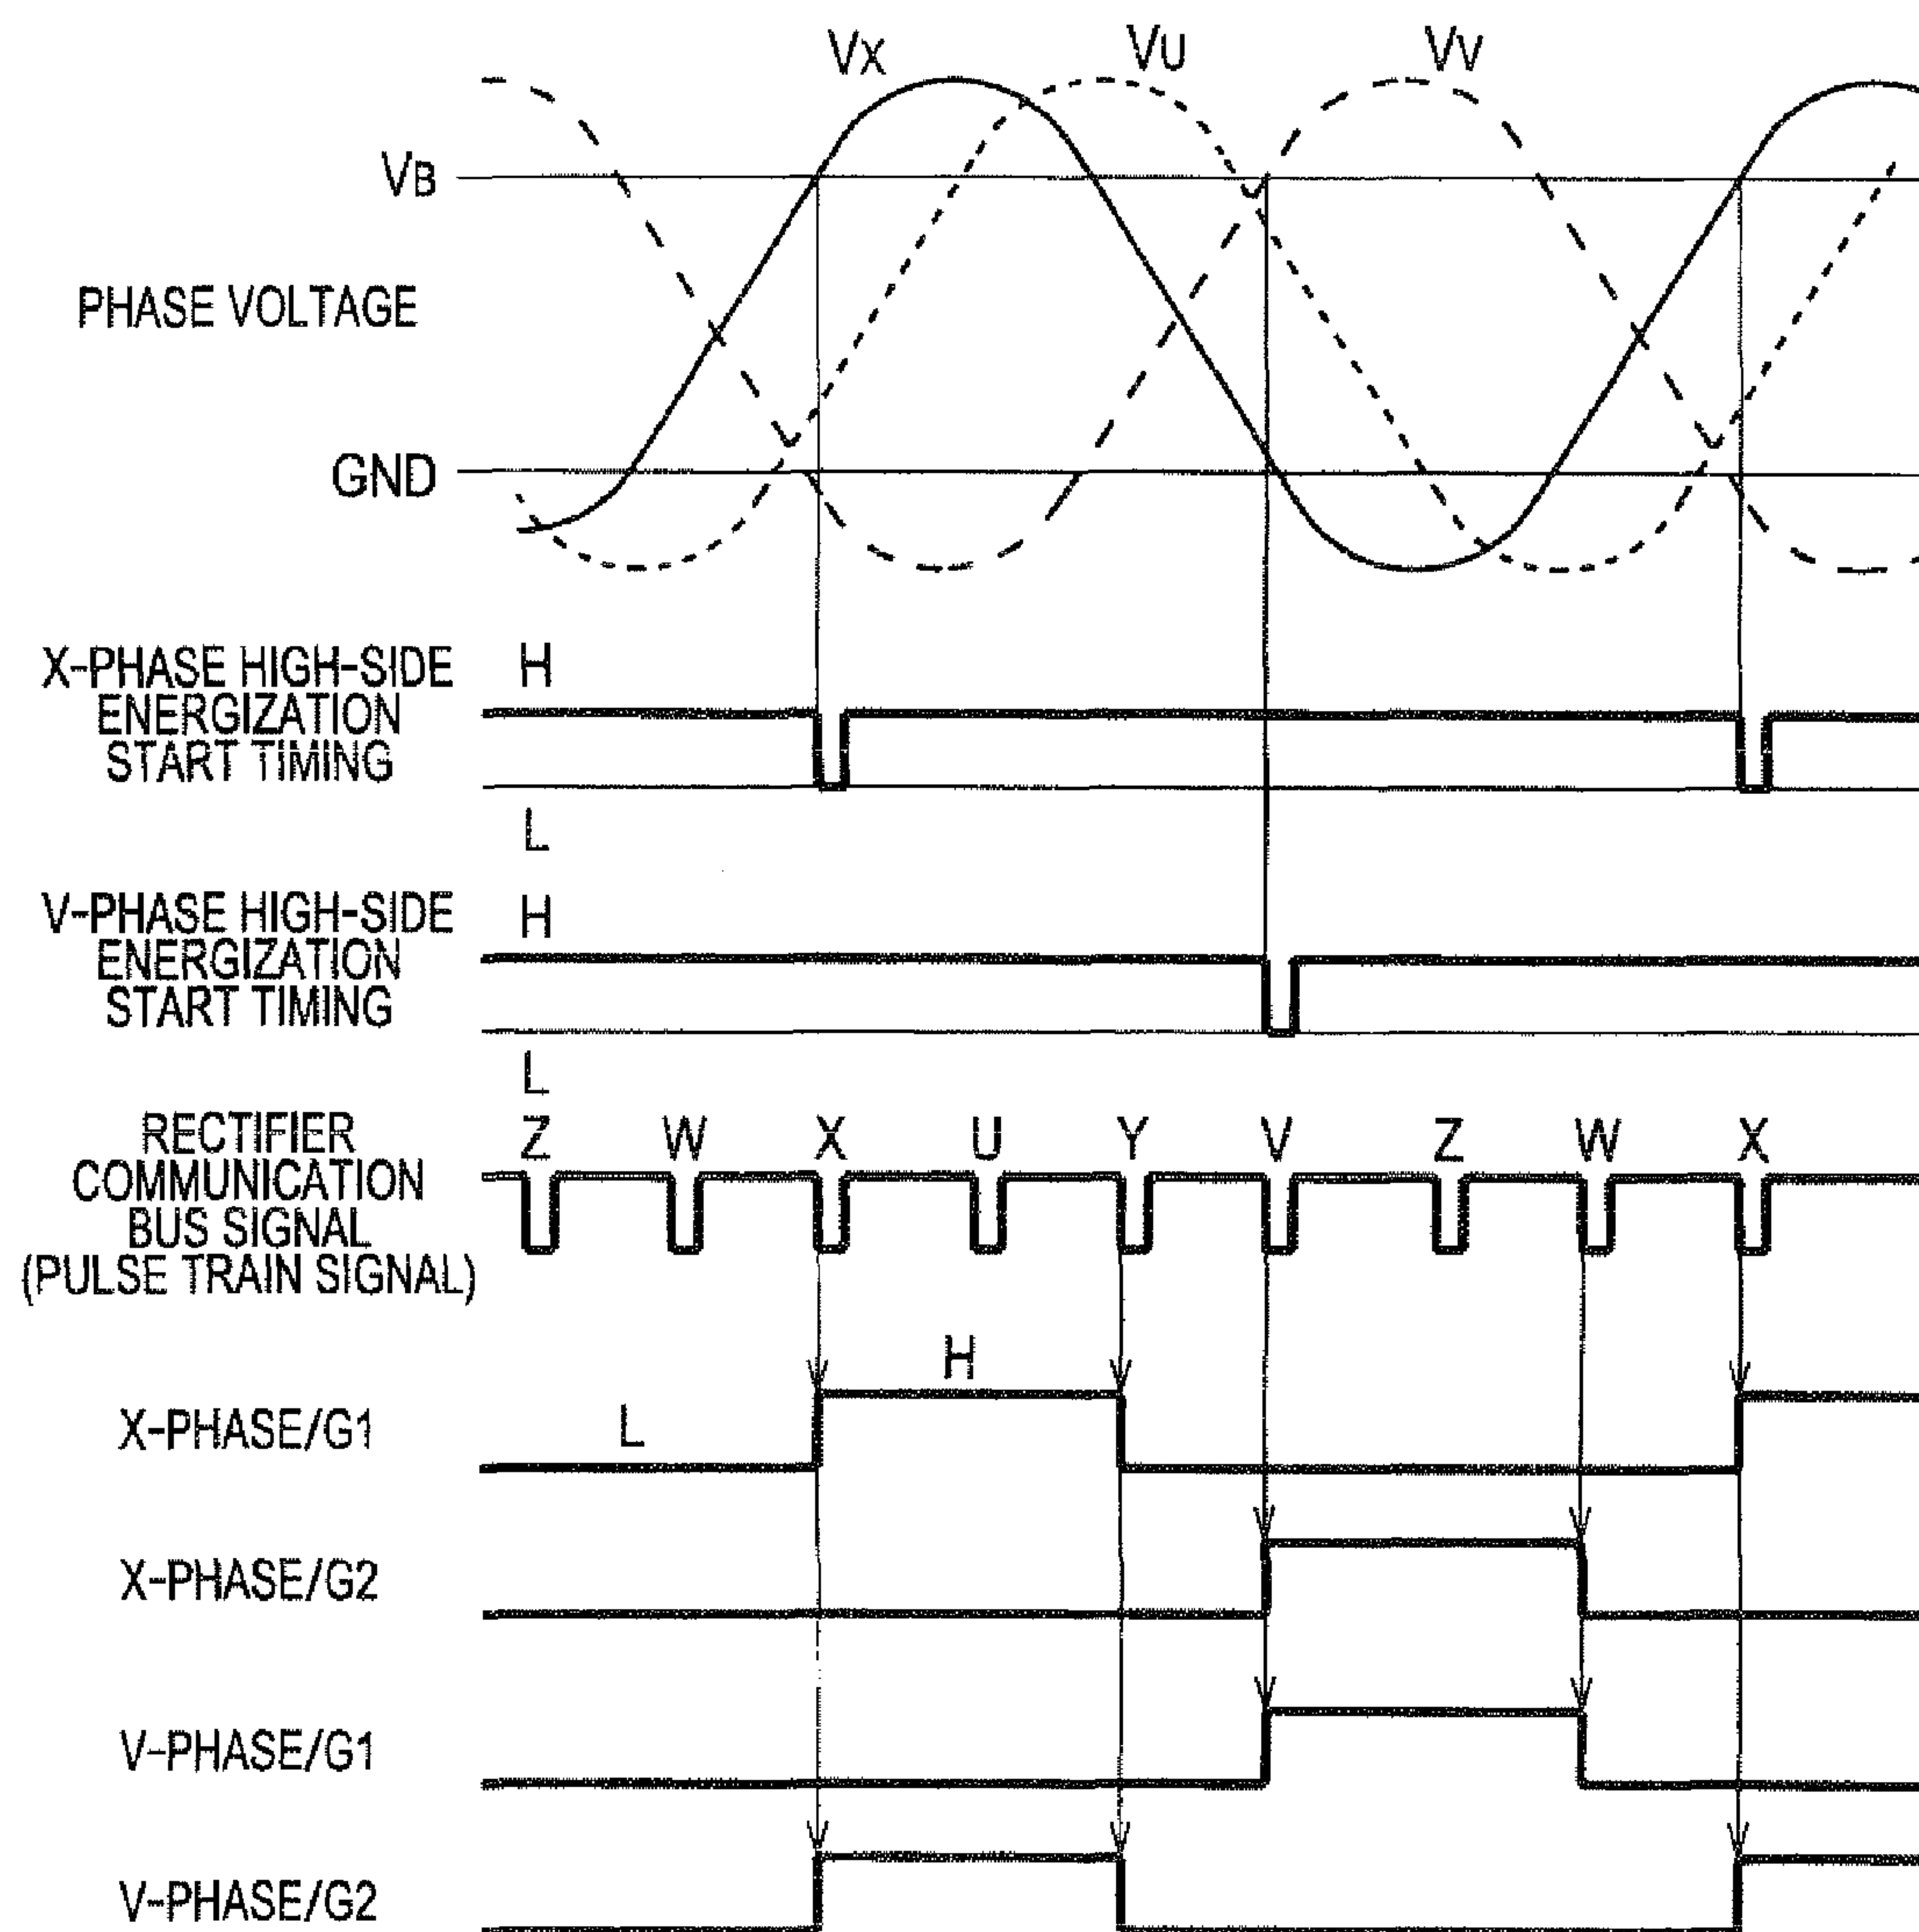 VX VU VV
VB
PHASE VOLTAGE
GND
X-PHASE HIGH-SIDE
ENERGIZATION
START TIMING
H
L
V-PHASE HIGH-SIDE
ENERGIZATION
START TIMING
H
L
RECTIFIER
COMMUNICATION
BUS SIGNAL
(PULSE TRAIN SIGNAL)
Z W X U Y V Z W X
X-PHASE/G1
L
H
X-PHASE/G2
V-PHASE/G1
V-PHASE/G2